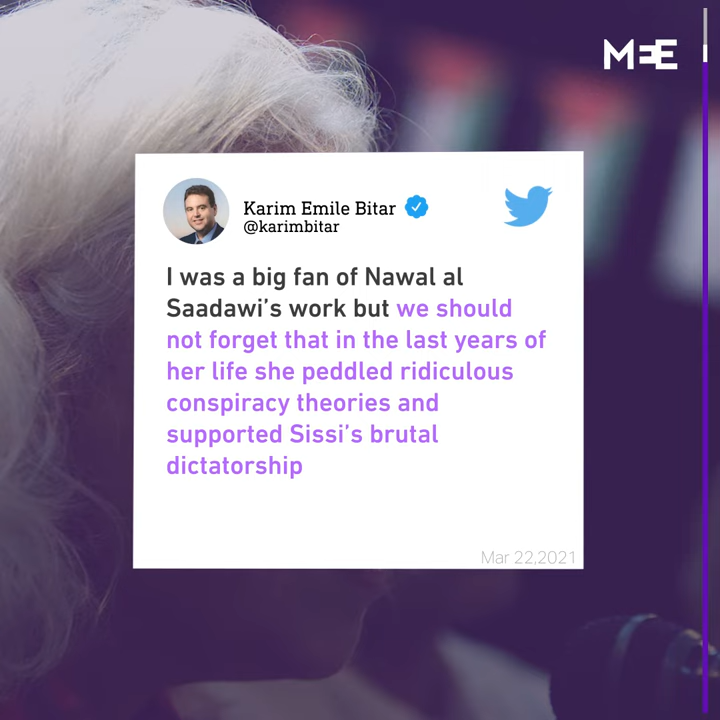 MEE
Karim Emile Bitar
@karimbitar
I was a big fan of Nawal al
Saadawi's work but we should
not forget that in the last years of
her life she peddled ridiculous
conspiracy theories and
supported Sissi's brutal
dictatorship
Mar 22,2021